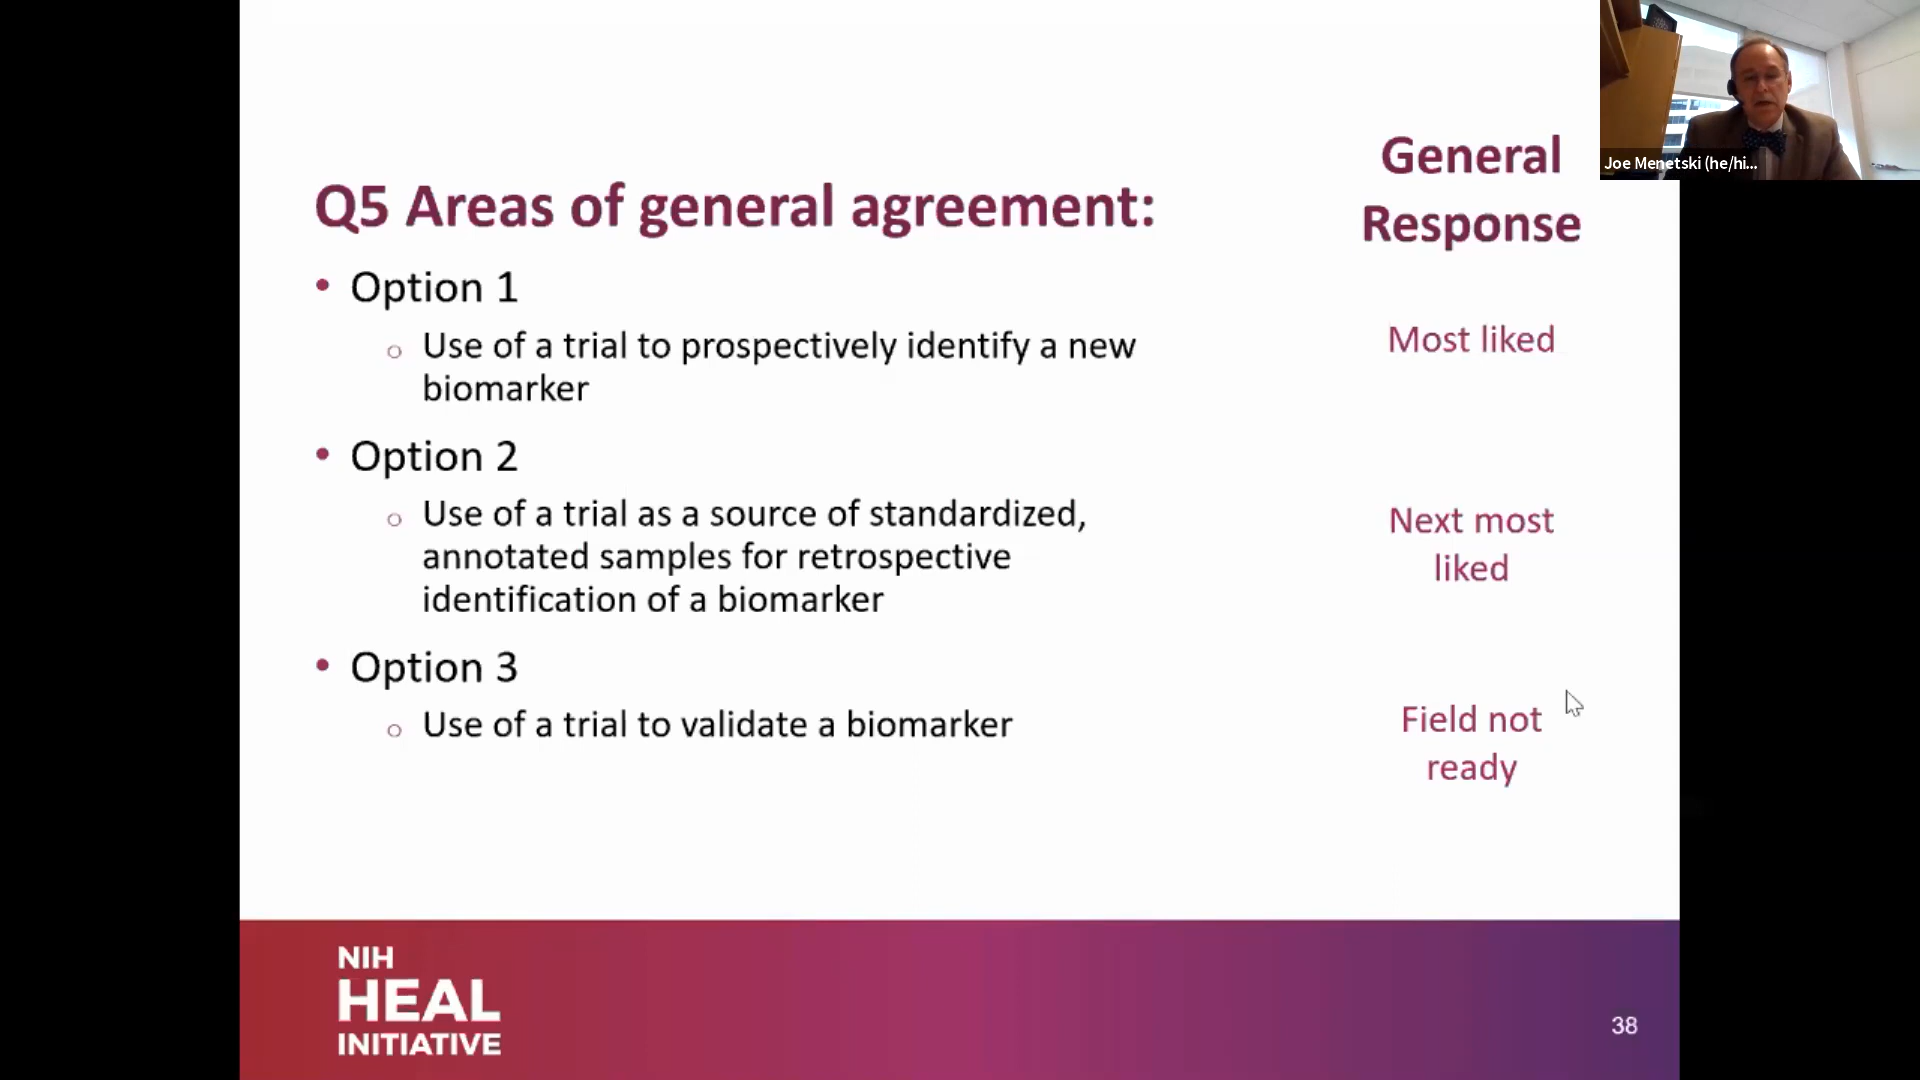 General
Response
Joe Menetski (he/hi...
Q5 Areas of general agreement:
• Option 1
o Use of a trial to prospectively identify a new
biomarker
Most liked
• Option 2
o Use of a trial as a source of standardized,
annotated samples for retrospective
identification of a biomarker
Next most
liked
• Option 3
o Use of a trial to validate a biomarker
Field not
ready
NIH
HEAL
INITIATIVE
38